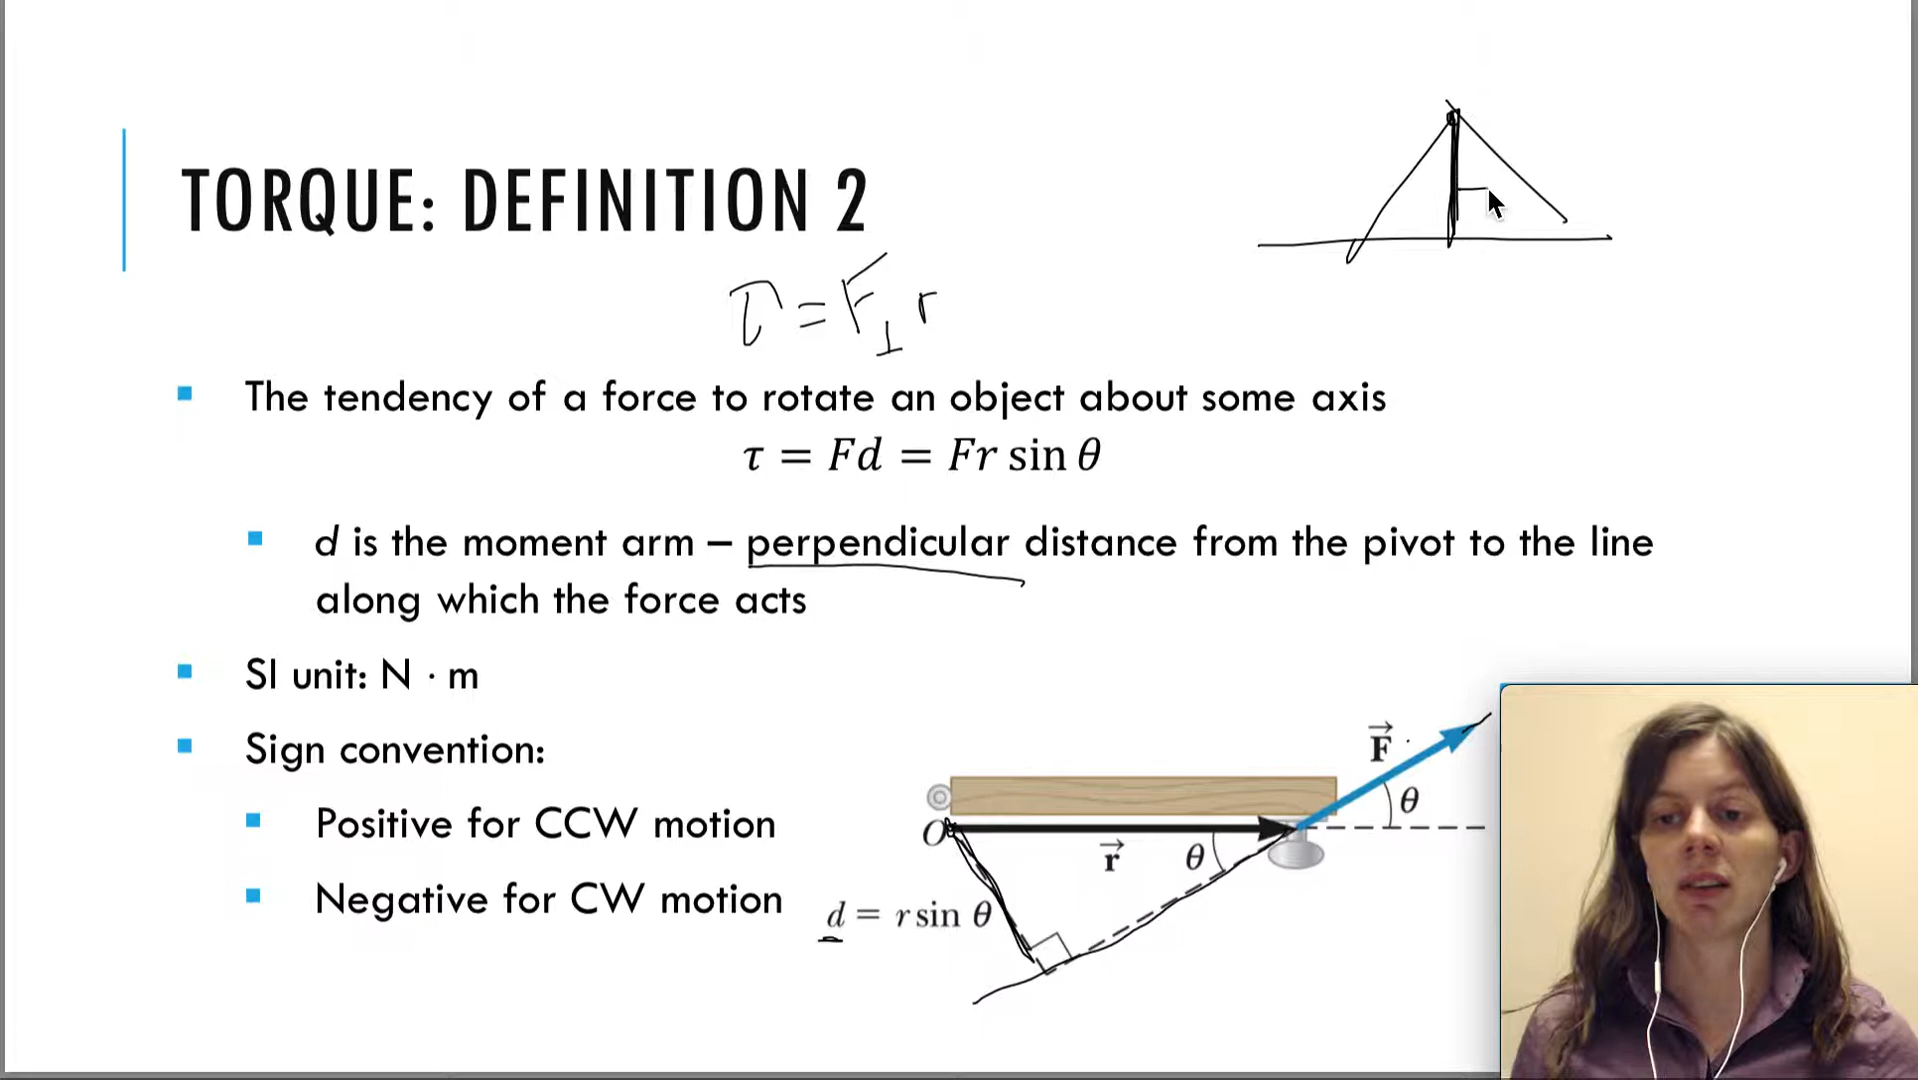 TORQUE: DEFINITION 2
τ = F⊥ r
The tendency of a force to rotate an object about some axis
τ = Fd = Fr sin θ
d is the moment arm – perpendicular distance from the pivot to the line
along which the force acts
SI unit: N · m
Sign convention:
Positive for CCW motion
Negative for CW motion
F⃗
θ
O
r⃗
θ
d = r sin θ